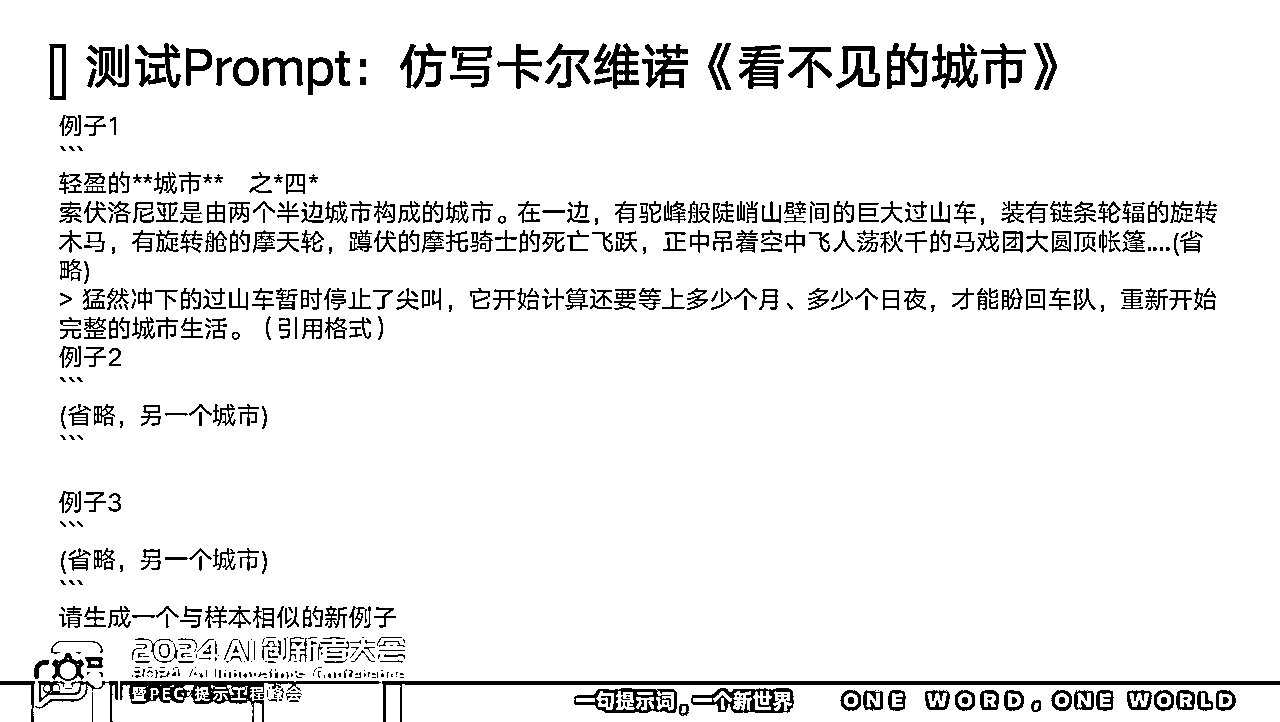 测试Prompt：仿写卡尔维诺《看不见的城市》
例子1
```
轻盈的**城市** 之*四*
索伏洛尼亚是由两个半边城市构成的城市。在一边，有驼峰般陡峭山壁间的巨大过山车，装有链条轮辐的旋转
木马，有旋转舱的摩天轮，蹲伏的摩托骑士的死亡飞跃，正中吊着空中飞人荡秋千的马戏团大圆顶帐篷....(省
略)
> 猛然冲下的过山车暂时停止了尖叫，它开始计算还要等上多少个月、多少个日夜，才能盼回车队，重新开始
完整的城市生活。（引用格式）
例子2
```
(省略，另一个城市)
```
例子3
```
(省略，另一个城市)
```
请生成一个与样本相似的新例子
2024 AI创新者大会
2024 AI Innovators Conference
暨PEC·提示工程峰会
一句提示词，一个新世界
ONE WORD，ONE WORLD